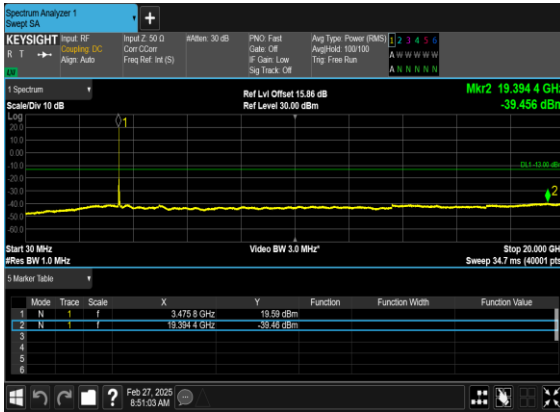 Spectrum Analyzer 1
Swept SA
+
KEYSIGHT
R T
LXI
Input: RF
Coupling: DC
Align: Auto
Input Z: 50 Ω
Corr CCorr
Freq Ref: Int (S)
#Atten: 30 dB
PNO: Fast
Gate: Off
IF Gain: Low
Sig Track: Off
Avg Type: Power (RMS)
Avg|Hold: 100/100
Trig: Free Run
1 2 3 4 5 6
A W W W W W
A N N N N N
1 Spectrum
Scale/Div 10 dB
Ref Lvl Offset 15.86 dB
Ref Level 30.00 dBm
Mkr2 19.394 4 GHz
-39.456 dBm
Log
20.0
10.0
0.00
-10.0
-20.0
-30.0
-40.0
-50.0
-60.0
1
DL1 -13.00 dBm
2
Start 30 MHz
#Res BW 1.0 MHz
Video BW 3.0 MHz*
Stop 20.000 GHz
Sweep 34.7 ms (40001 pts)
5 Marker Table
Mode Trace Scale X Y Function Function Width Function Value
1 N 1 f 3.475 8 GHz 19.59 dBm
2 N 1 f 19.394 4 GHz -39.46 dBm
3
4
5
6
?
Feb 27, 2025
8:51:03 AM